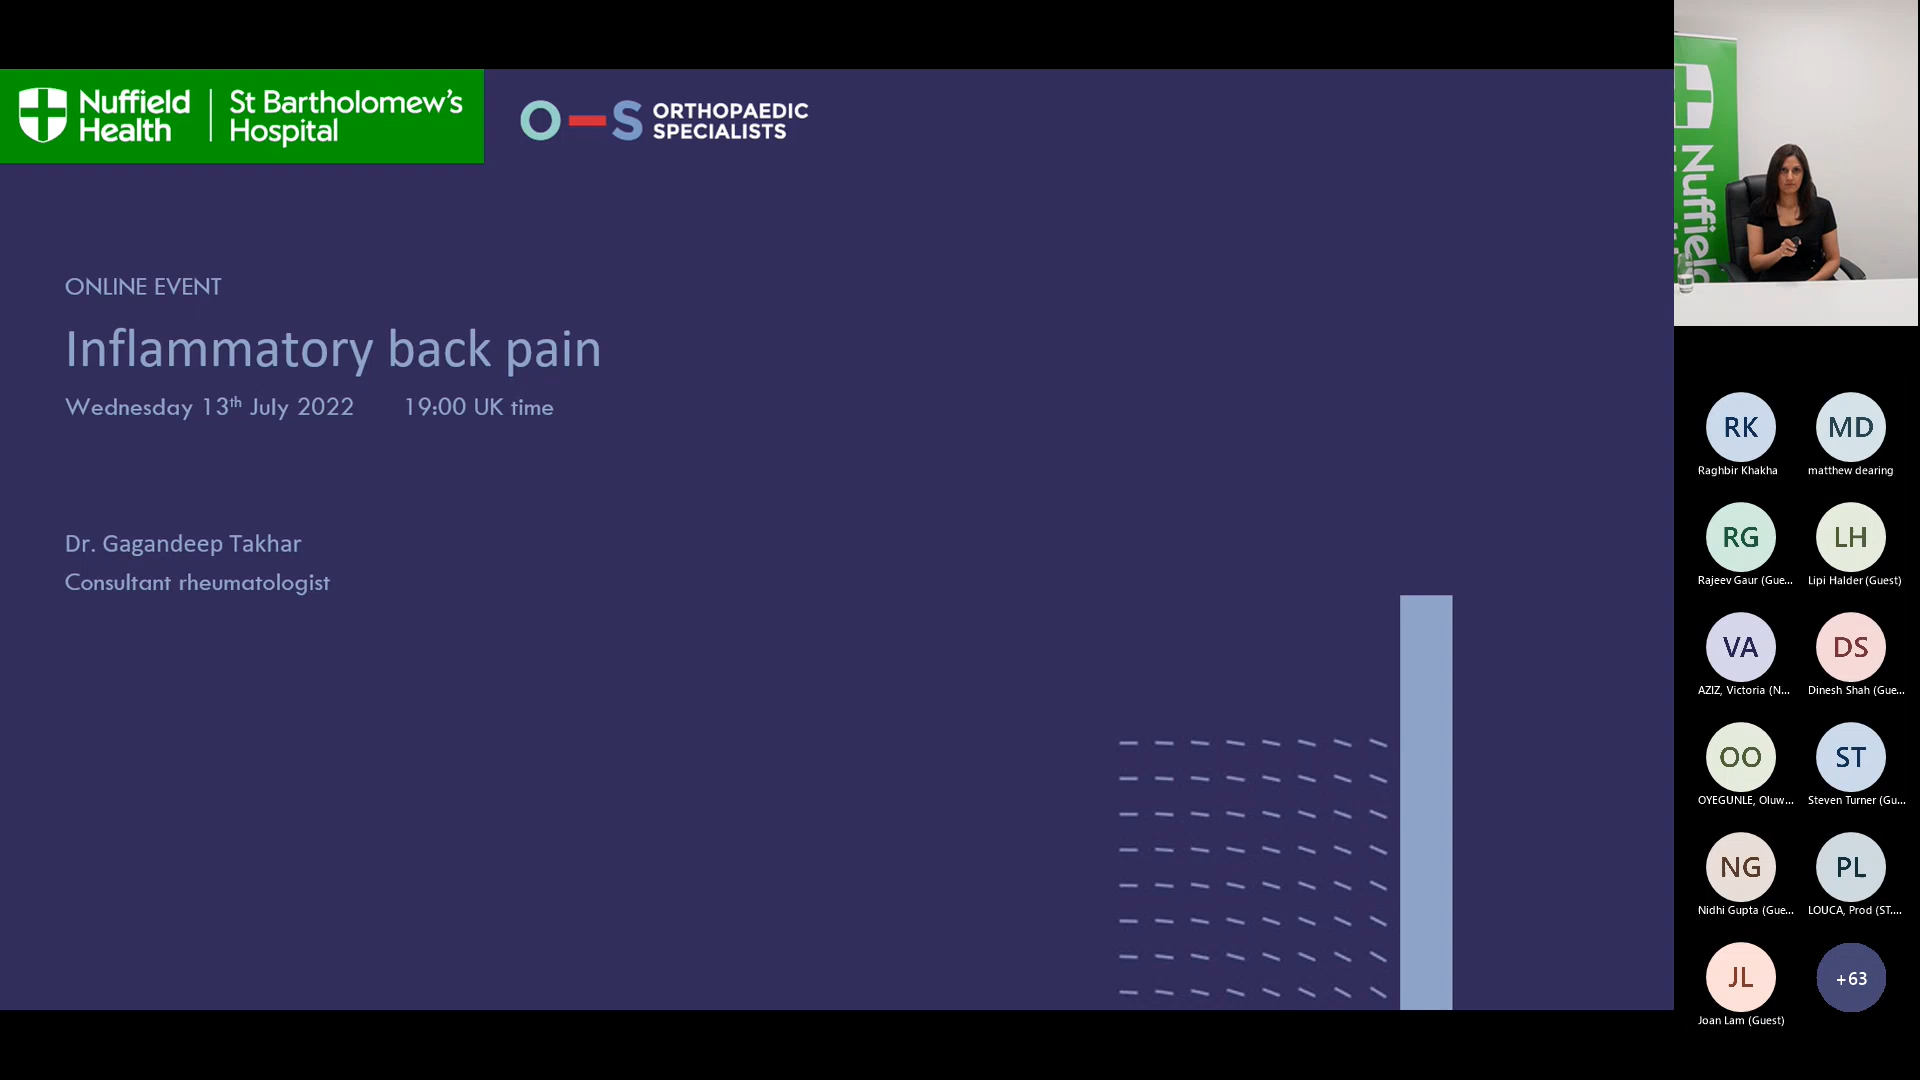 Nuffield
Health
St Bartholomew's
Hospital
O-S ORTHOPAEDIC
SPECIALISTS
ONLINE EVENT
Inflammatory back pain
Wednesday 13th July 2022 19:00 UK time
Dr. Gagandeep Takhar
Consultant rheumatologist
Nuffield
RK
MD
Raghbir Khakha
matthew dearing
RG
LH
Rajeev Gaur (Gue...
Lipi Halder (Guest)
VA
DS
AZIZ, Victoria (N...
Dinesh Shah (Gue...
OO
ST
OYEGUNLE, Oluw...
Steven Turner (Gu...
NG
PL
Nidhi Gupta (Gue...
LOUCA, Prod (ST....
JL
+63
Joan Lam (Guest)